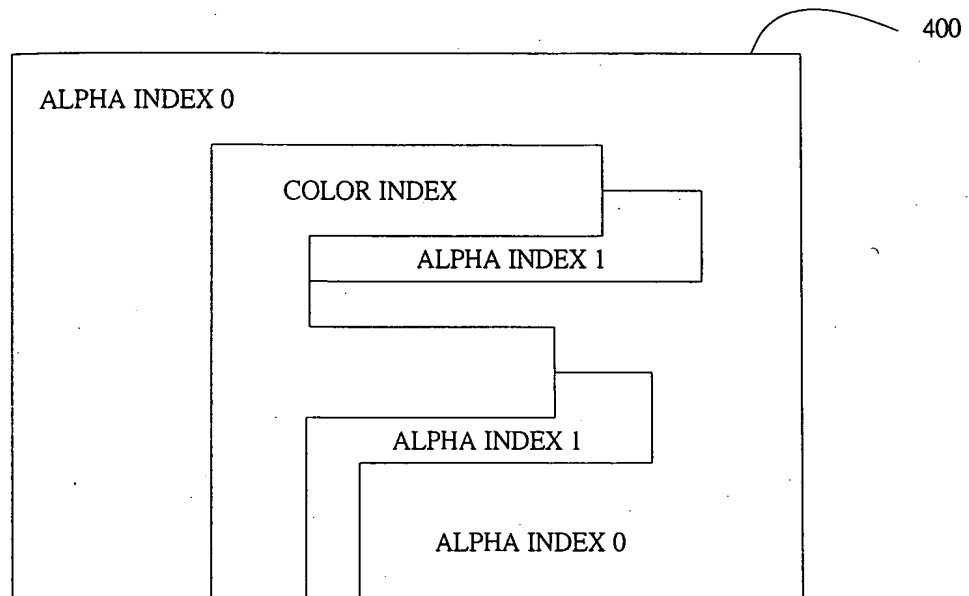 400
ALPHA INDEX 0
COLOR INDEX
ALPHA INDEX 1
ALPHA INDEX 1
ALPHA INDEX 0